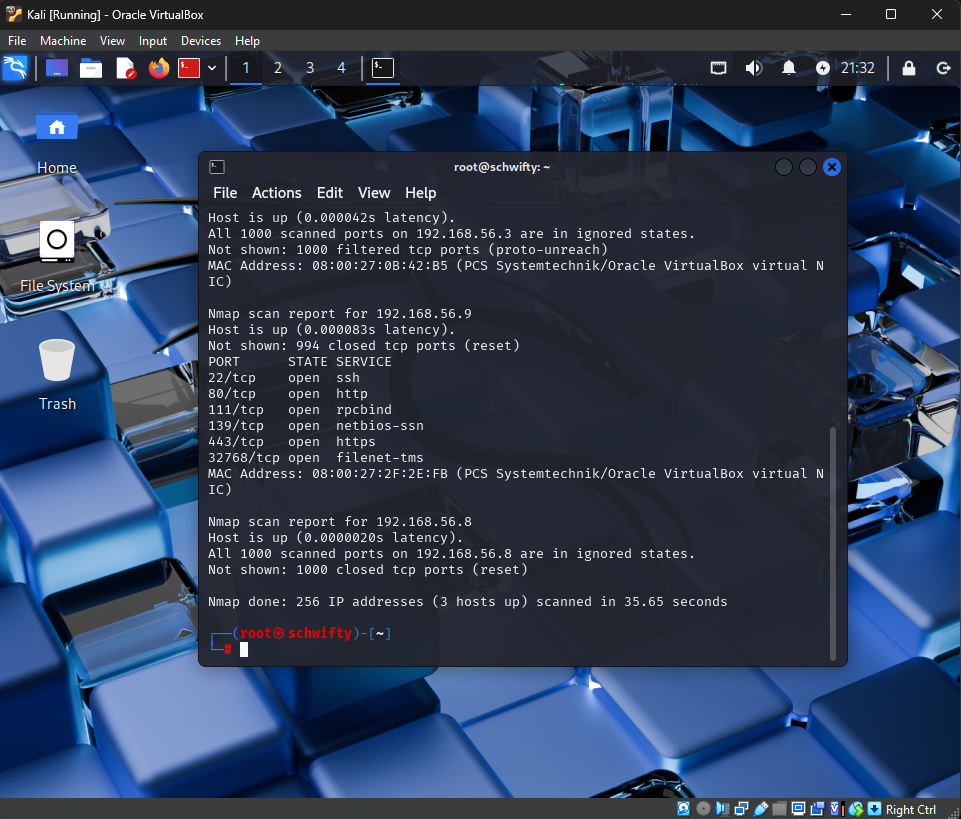 Kali [Running] - Oracle VirtualBox
File Machine View Input Devices Help
1 2 3 4
21:32
Home
File System
Trash
root@schwifty: ~
File Actions Edit View Help
Host is up (0.000042s latency).
All 1000 scanned ports on 192.168.56.3 are in ignored states.
Not shown: 1000 filtered tcp ports (proto-unreach)
MAC Address: 08:00:27:0B:42:B5 (PCS Systemtechnik/Oracle VirtualBox virtual N
IC)
Nmap scan report for 192.168.56.9
Host is up (0.000083s latency).
Not shown: 994 closed tcp ports (reset)
PORT STATE SERVICE
22/tcp open ssh
80/tcp open http
111/tcp open rpcbind
139/tcp open netbios-ssn
443/tcp open https
32768/tcp open filenet-tms
MAC Address: 08:00:27:2F:2E:FB (PCS Systemtechnik/Oracle VirtualBox virtual N
IC)
Nmap scan report for 192.168.56.8
Host is up (0.0000020s latency).
All 1000 scanned ports on 192.168.56.8 are in ignored states.
Not shown: 1000 closed tcp ports (reset)
Nmap done: 256 IP addresses (3 hosts up) scanned in 35.65 seconds
┌──(root㉿schwifty)-[~]
└─#
Right Ctrl